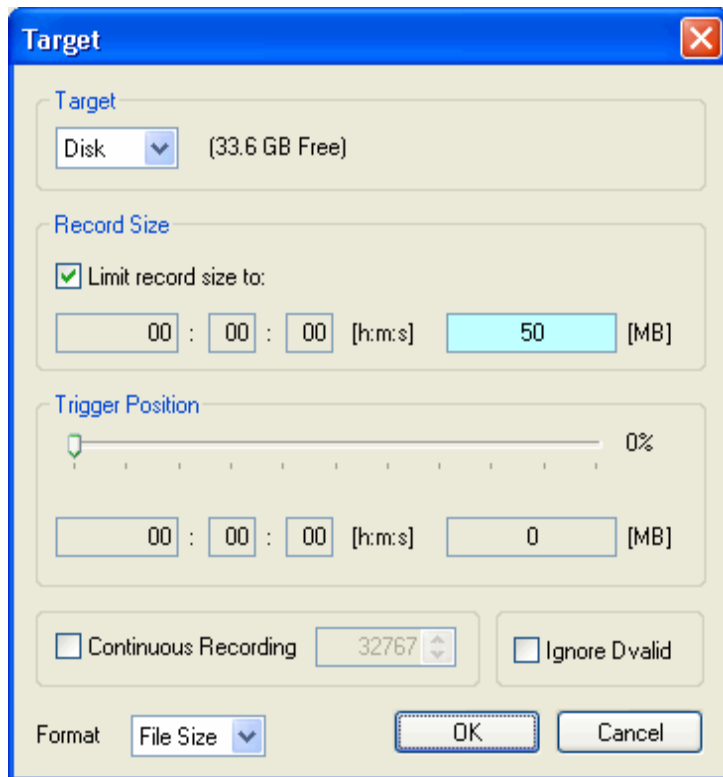 Target
Target
Disk (33.6 GB Free)
Record Size
Limit record size to:
00 : 00 : 00 [h:m:s] 50 [MB]
Trigger Position
0%
00 : 00 : 00 [h:m:s] 0 [MB]
Continuous Recording 32767 Ignore Dvalid
Format File Size OK Cancel